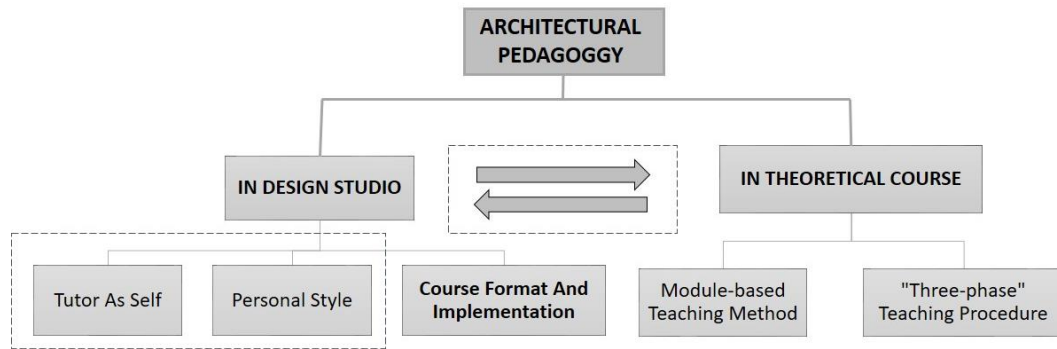 ARCHITECTURAL
PEDAGOGGY
IN DESIGN STUDIO
IN THEORETICAL COURSE
Tutor As Self
Personal Style
Course Format And
Implementation
Module-based
Teaching Method
"Three-phase"
Teaching Procedure